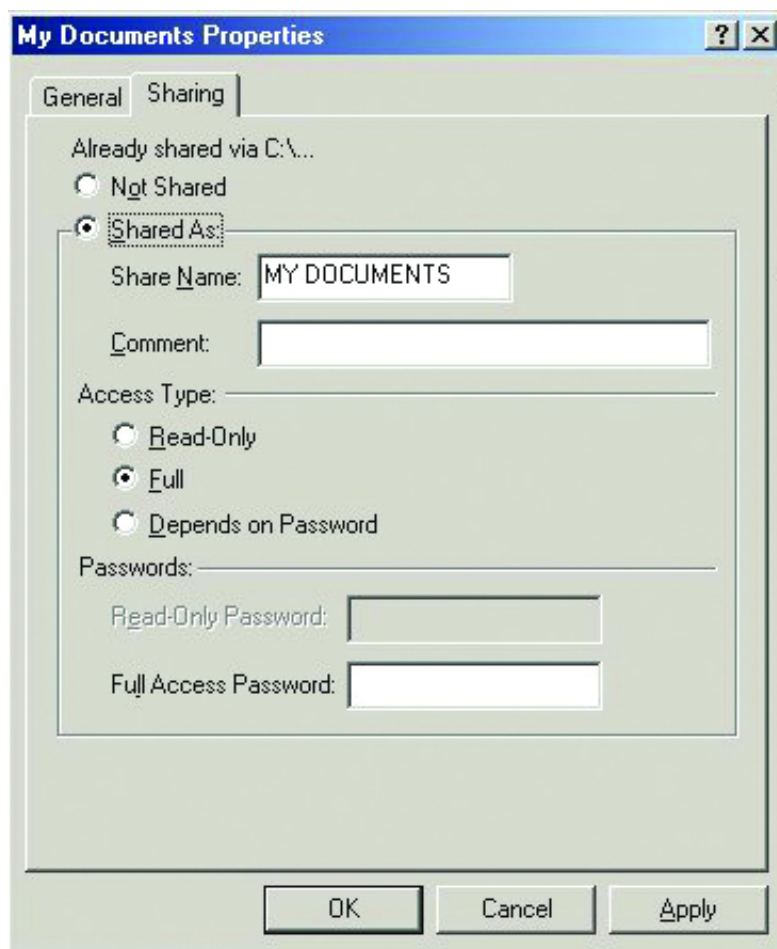 My Documents Properties
General Sharing
Already shared via C:\...
Not Shared
Shared As:
Share Name: MY DOCUMENTS
Comment:
Access Type:
Read-Only
Full
Depends on Password
Passwords:
Read-Only Password:
Full Access Password:
OK Cancel Apply